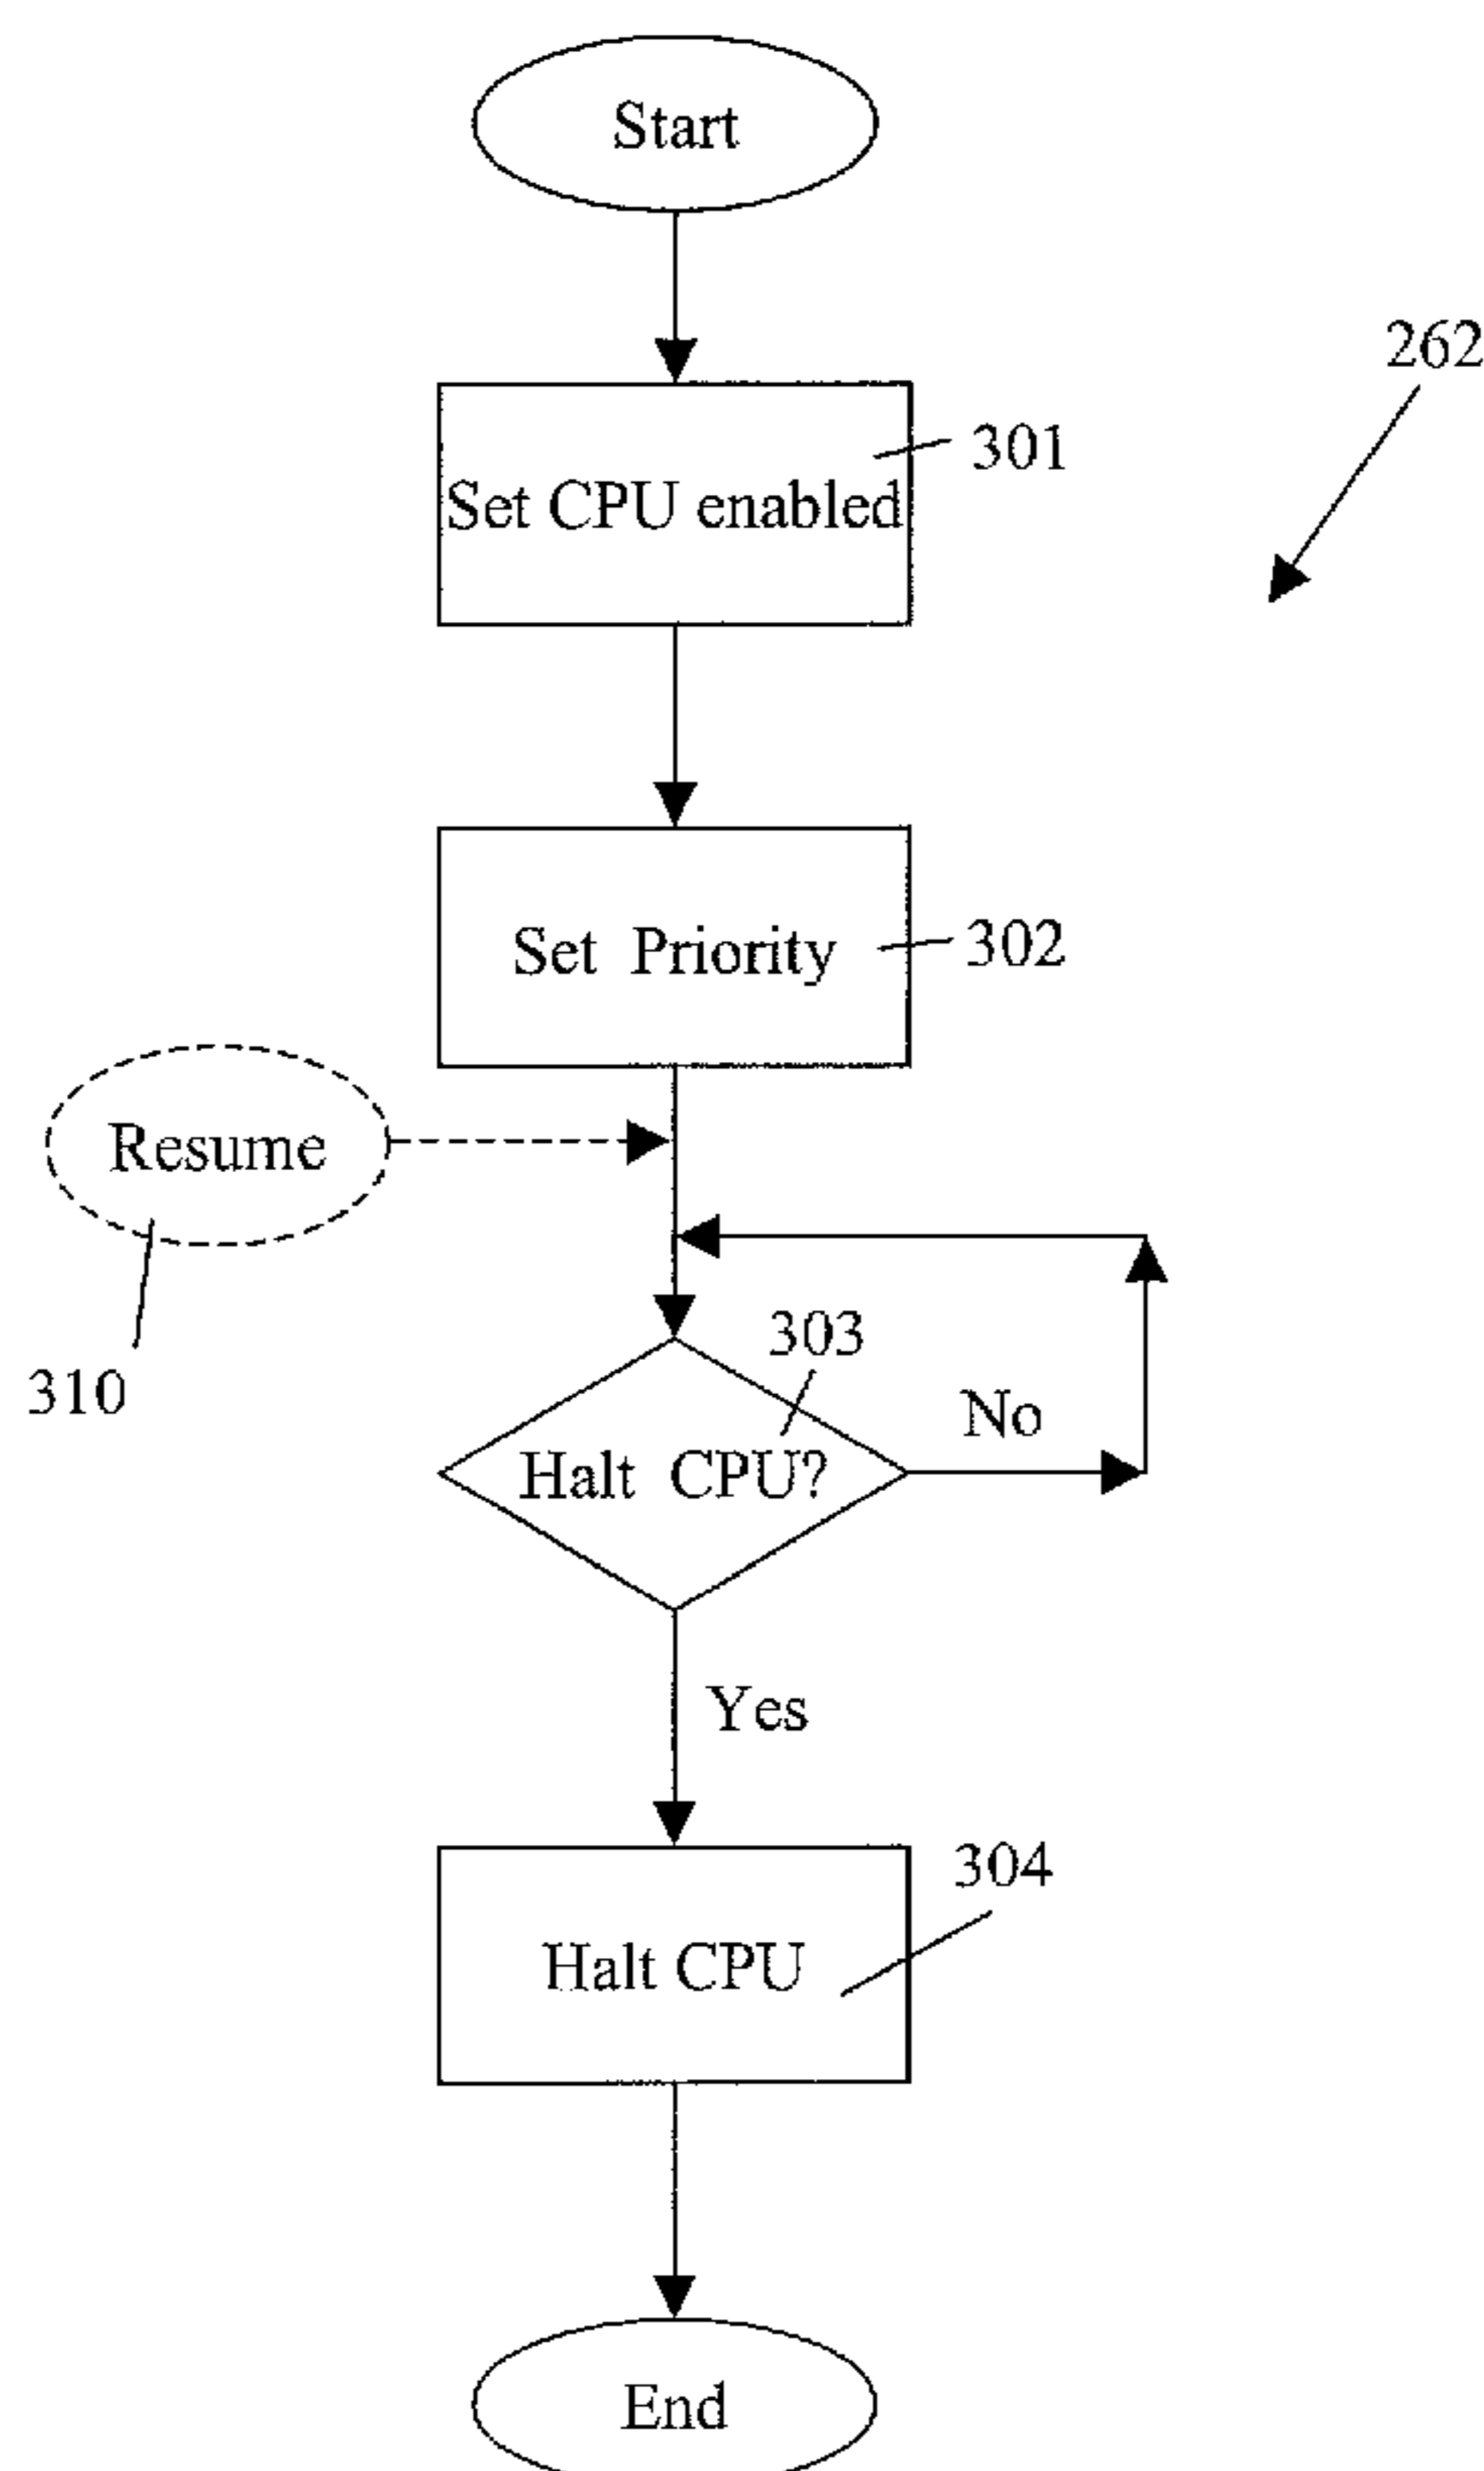 Start
262
301
Set CPU enabled
Set Priority
302
Resume
310
303
Halt CPU?
No
Yes
304
Halt CPU
End